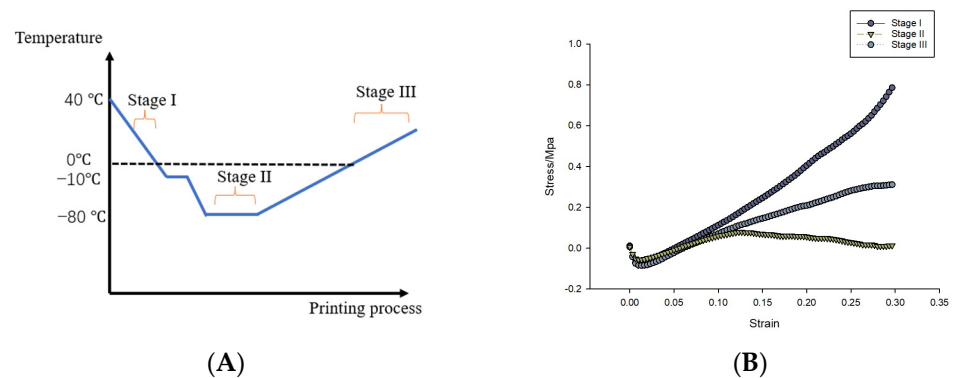 Temperature
40 ℃
0℃
−10℃
−80 ℃
Stage I
Stage II
Stage III
Printing process
(A)
Stage I
Stage II
Stage III
Stress/Mpa
1.0
0.8
0.6
0.4
0.2
0.0
-0.2
0.00 0.05 0.10 0.15 0.20 0.25 0.30 0.35
Strain
(B)